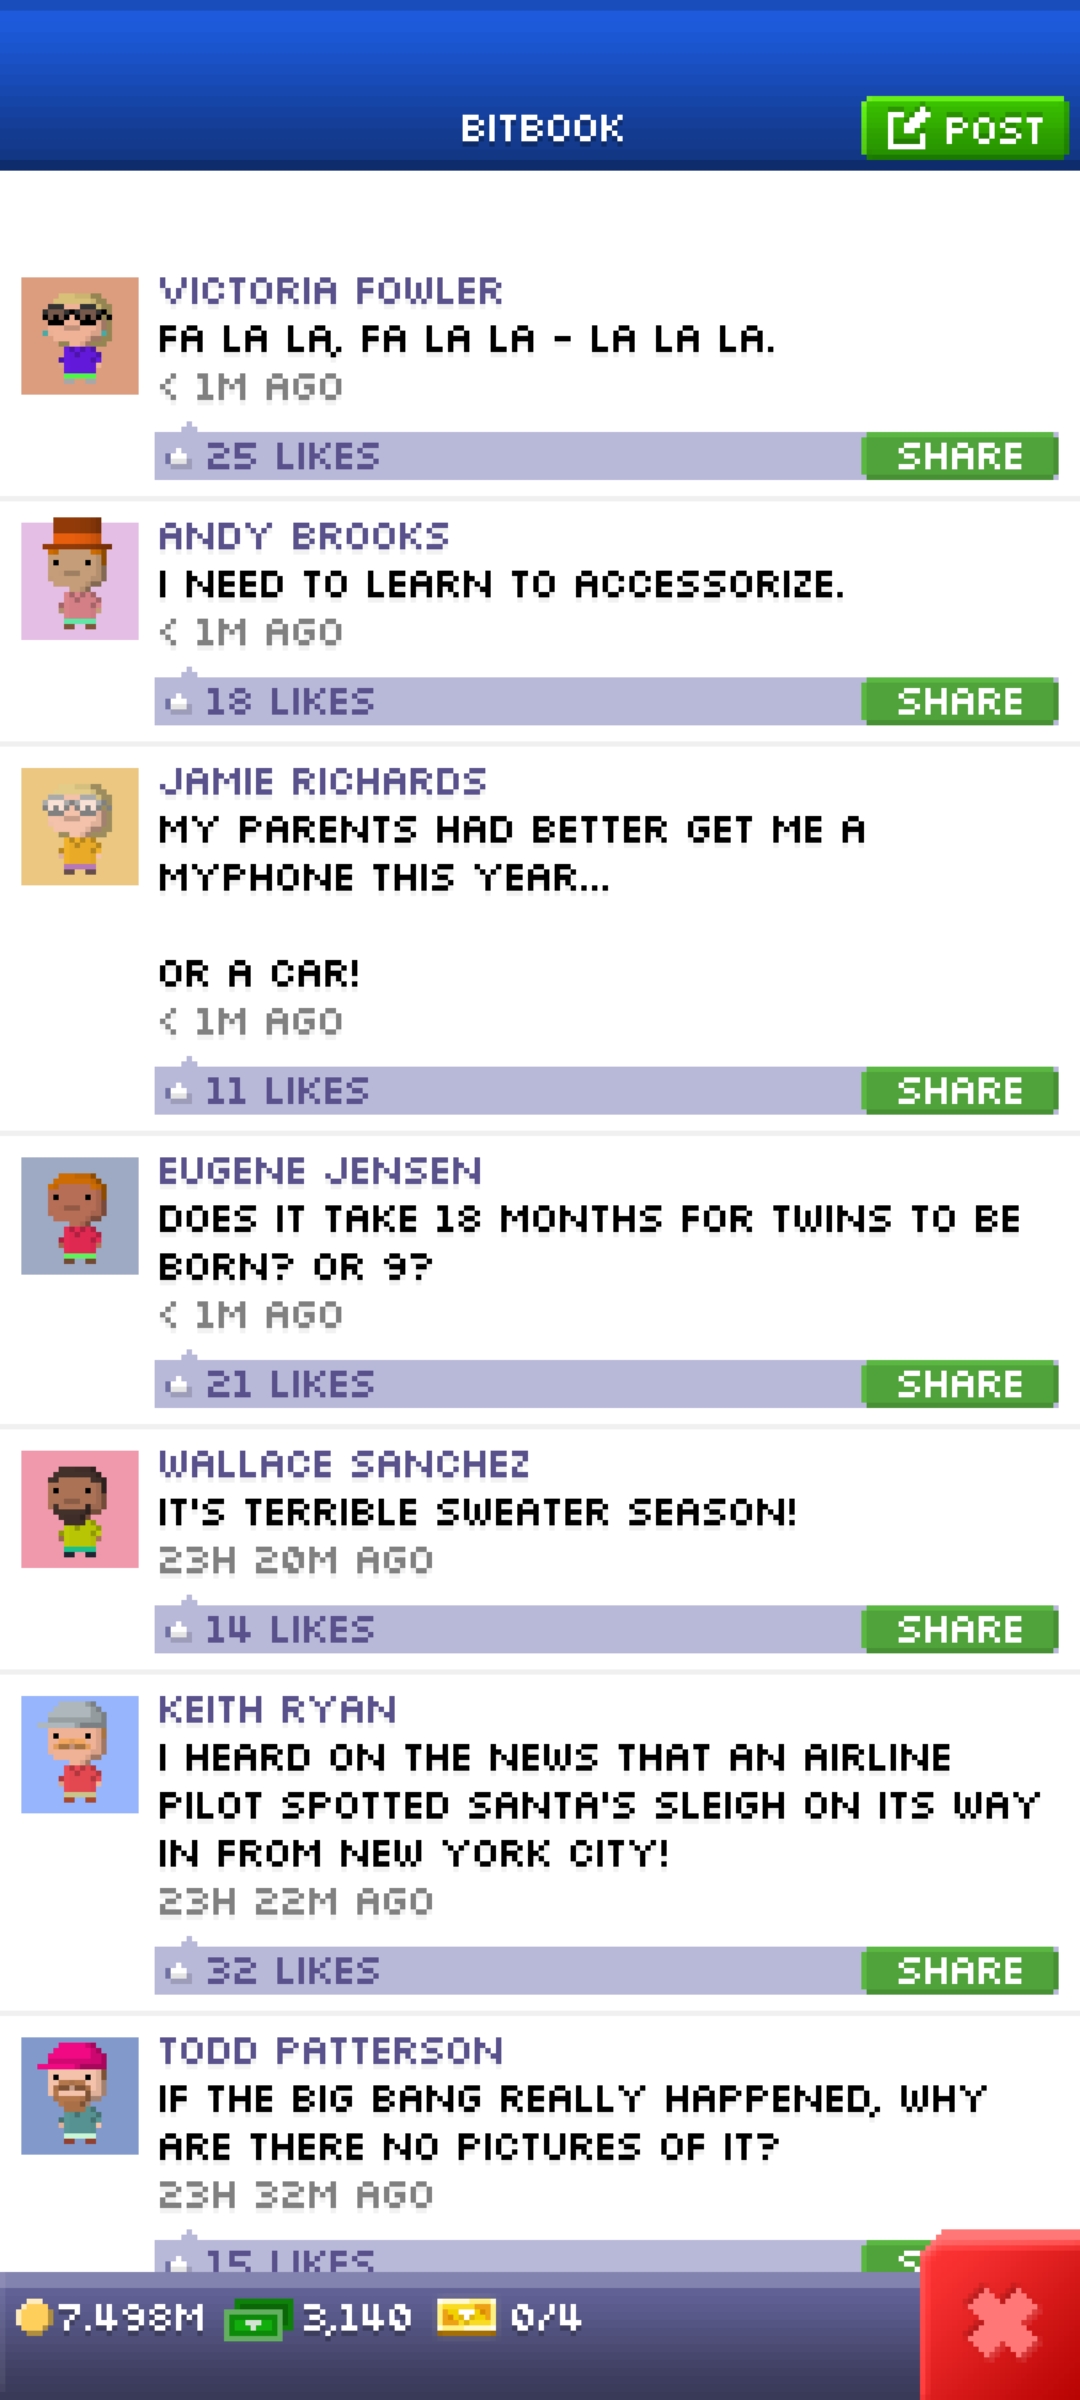 BITBOOK
POST
VICTORIA FOWLER
FA LA LA, FA LA LA - LA LA LA.
< 1M AGO
25 LIKES
SHARE
ANDY BROOKS
I NEED TO LEARN TO ACCESSORIZE.
< 1M AGO
18 LIKES
SHARE
JAMIE RICHARDS
MY PARENTS HAD BETTER GET ME A
MYPHONE THIS YEAR...
OR A CAR!
< 1M AGO
11 LIKES
SHARE
EUGENE JENSEN
DOES IT TAKE 18 MONTHS FOR TWINS TO BE
BORN? OR 9?
< 1M AGO
21 LIKES
SHARE
WALLACE SANCHEZ
IT'S TERRIBLE SWEATER SEASON!
23H 20M AGO
14 LIKES
SHARE
KEITH RYAN
I HEARD ON THE NEWS THAT AN AIRLINE
PILOT SPOTTED SANTA'S SLEIGH ON ITS WAY
IN FROM NEW YORK CITY!
23H 22M AGO
32 LIKES
SHARE
TODD PATTERSON
IF THE BIG BANG REALLY HAPPENED, WHY
ARE THERE NO PICTURES OF IT?
23H 32M AGO
15 LIKES
7.498M 3,140 0/4